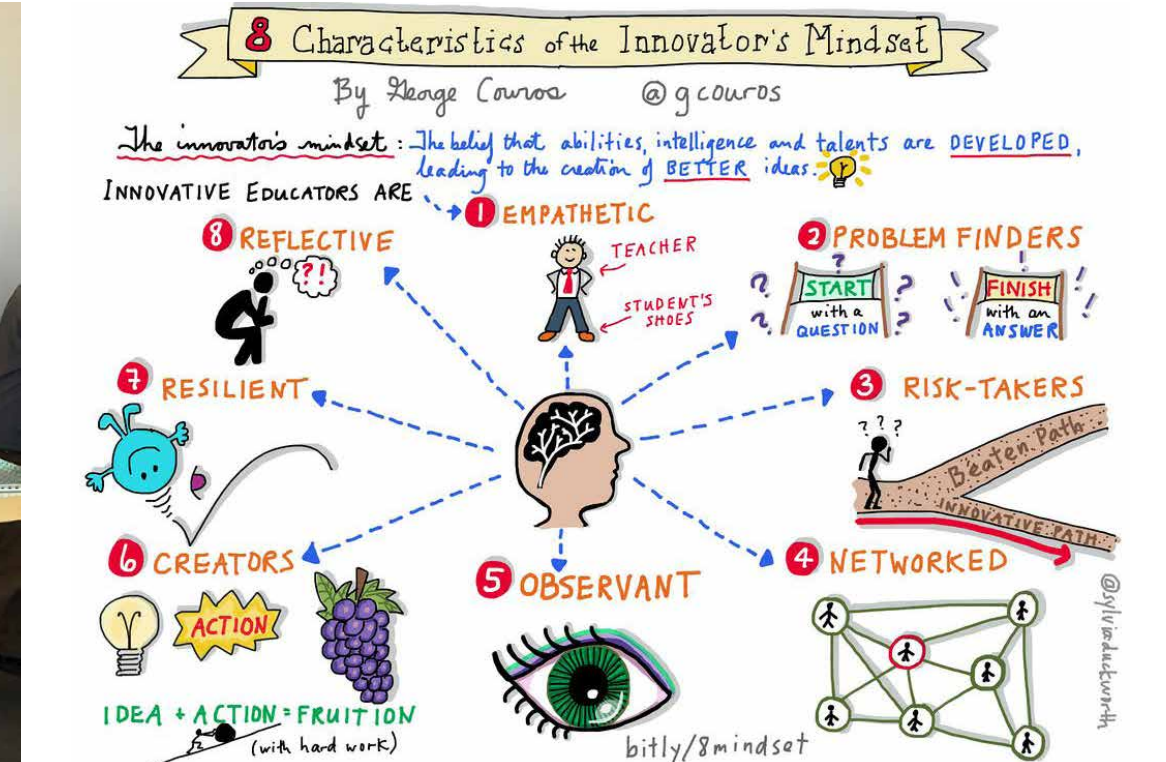 8 Characteristics of the Innovator's Mindset
By George Couros @gcouros
The innovator's mindset: The belief that abilities, intelligence and talents are DEVELOPED,
leading to the creation of BETTER ideas.
INNOVATIVE EDUCATORS ARE
1 EMPATHETIC
TEACHER
STUDENT'S
SHOES
2 PROBLEM FINDERS
? ? ? ? ? ?
START
with a
QUESTION
! ! ! ! !
FINISH
with an
ANSWER
3 RISK-TAKERS
? ? ?
Beaten Path
INNOVATIVE PATH
4 NETWORKED
5 OBSERVANT
6 CREATORS
ACTION
IDEA + ACTION = FRUITION
(with hard work)
7 RESILIENT
8 REFLECTIVE
?!
bitly/8mindset
@sylviaduckworth